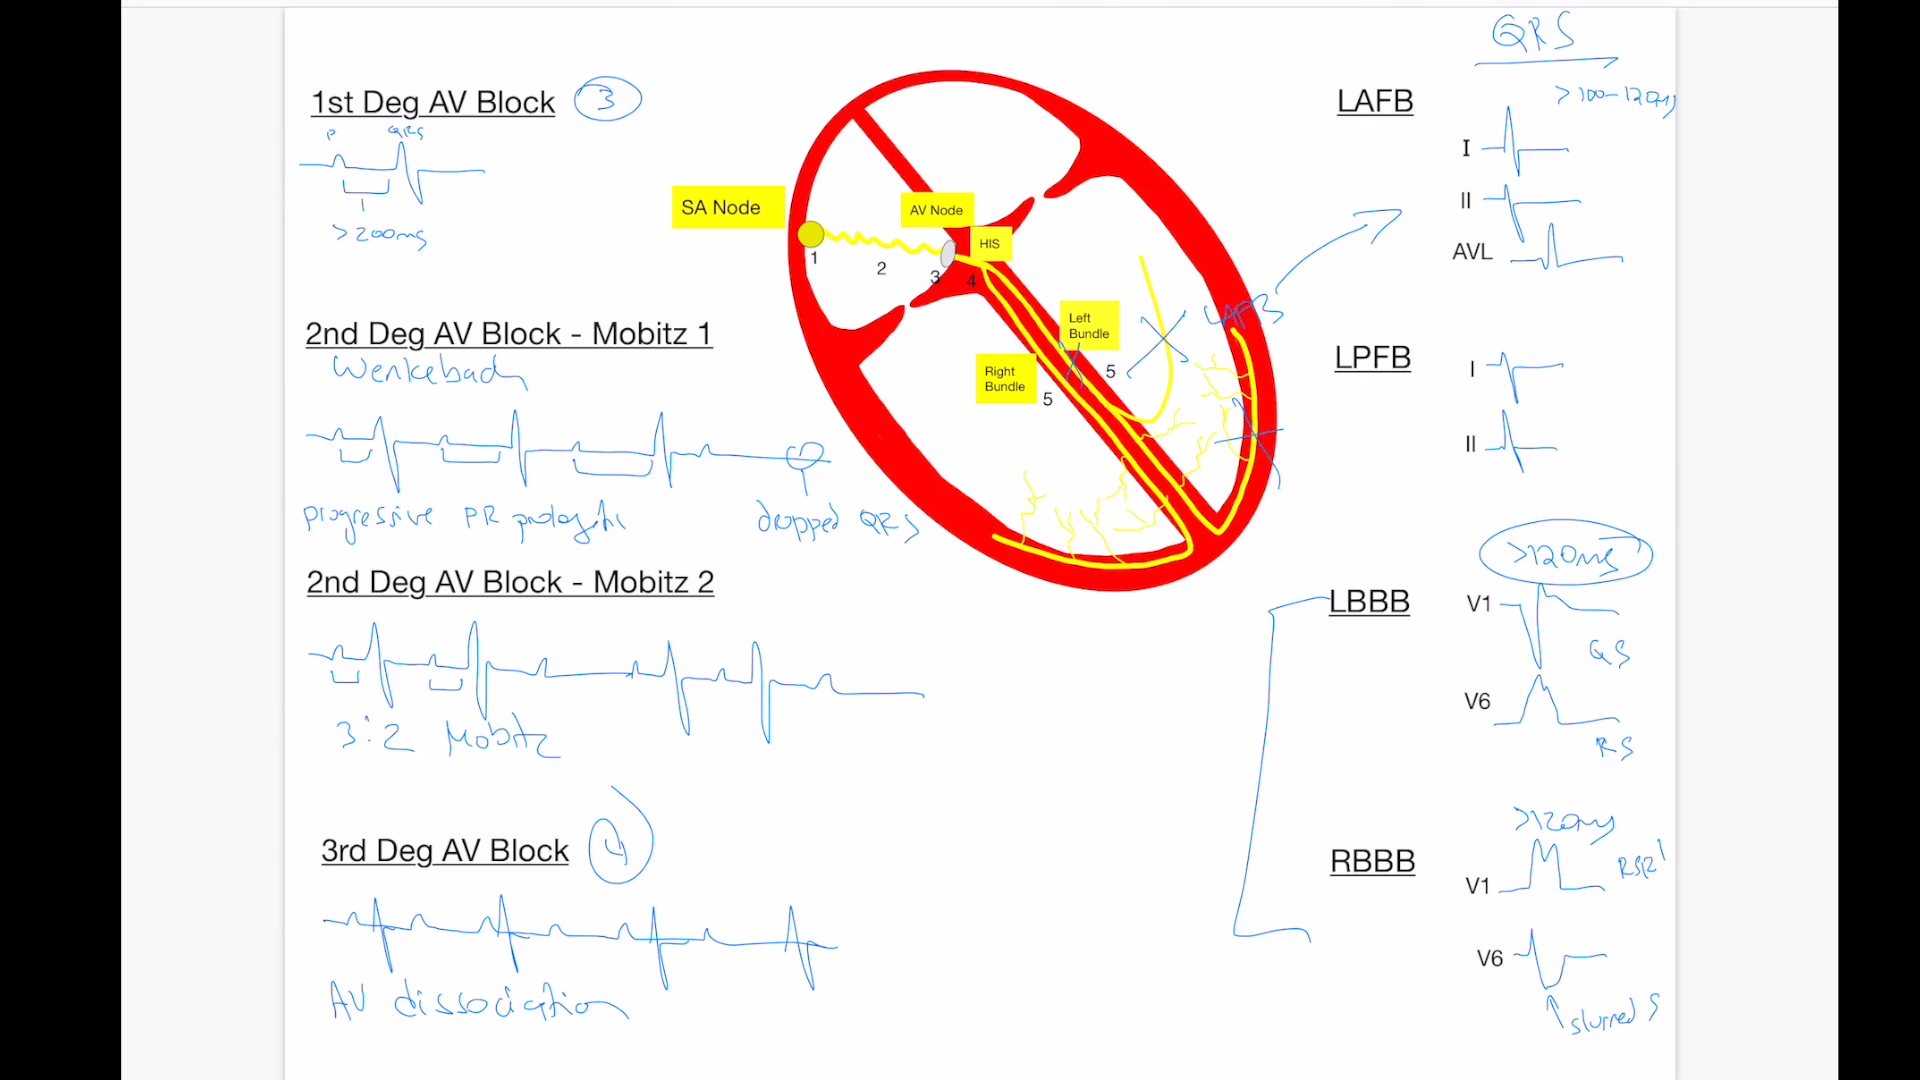 1st Deg AV Block 3
P QRS
>200ms
2nd Deg AV Block - Mobitz 1
Wenkebach
progressive PR prologatic
dropped QRS
2nd Deg AV Block - Mobitz 2
3:2 Mobitz
3rd Deg AV Block 4
AV dissociation
SA Node
AV Node
HIS
1
2
3
4
Left
Bundle
5
Right
Bundle
5
LAFB
QRS
LAFB
>100-120ms
I
II
AVL
LPFB
I
II
>120ms
LBBB
V1
QS
V6
RS
>120ms
RBBB
V1
RSR'
V6
slurred S